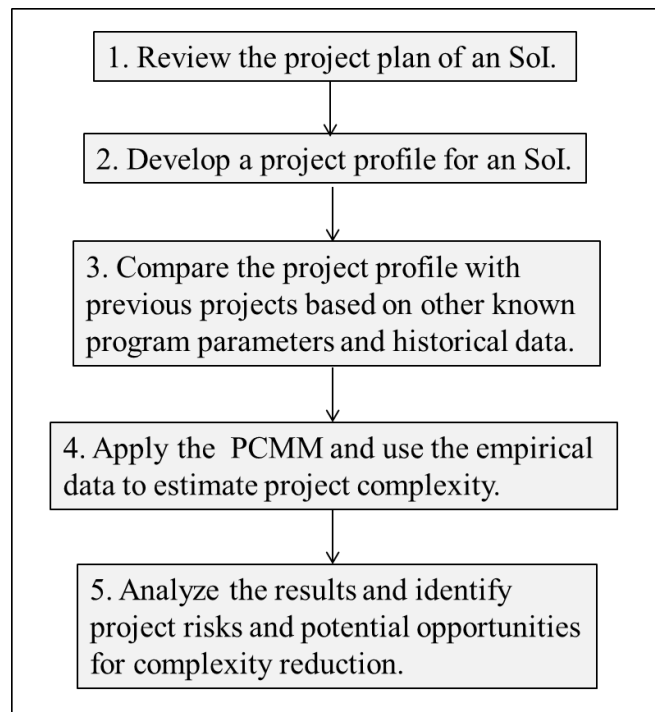 1. Review the project plan of an SoI.
2. Develop a project profile for an SoI.
3. Compare the project profile with
previous projects based on other known
program parameters and historical data.
4. Apply the  PCMM and use the empirical
data to estimate project complexity.
5. Analyze the results and identify
project risks and potential opportunities
for complexity reduction.